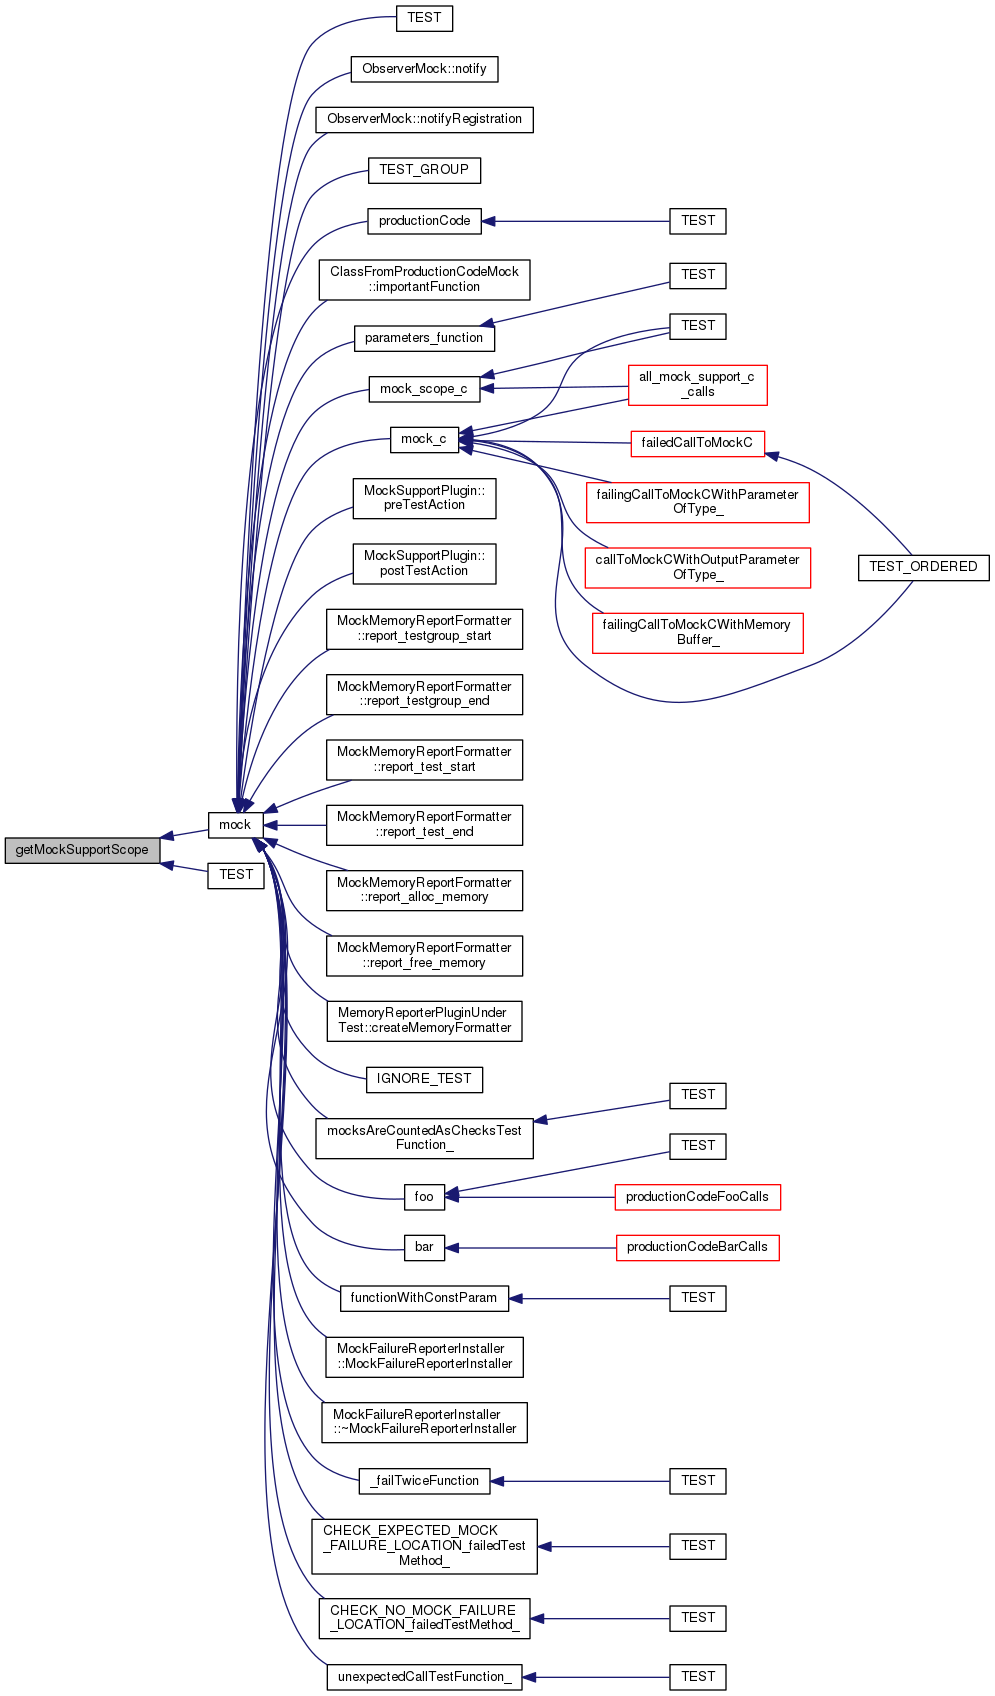 TEST
ObserverMock::notify
ObserverMock::notifyRegistration
TEST_GROUP
productionCode
TEST
ClassFromProductionCodeMock
::importantFunction
TEST
parameters_function
TEST
mock_scope_c
all_mock_support_c
_calls
mock_c
failedCallToMockC
MockSupportPlugin::
preTestAction
failingCallToMockCWithParameter
OfType_
MockSupportPlugin::
postTestAction
callToMockCWithOutputParameter
OfType_
TEST_ORDERED
MockMemoryReportFormatter
::report_testgroup_start
failingCallToMockCWithMemory
Buffer_
MockMemoryReportFormatter
::report_testgroup_end
MockMemoryReportFormatter
::report_test_start
mock
MockMemoryReportFormatter
::report_test_end
getMockSupportScope
TEST
MockMemoryReportFormatter
::report_alloc_memory
MockMemoryReportFormatter
::report_free_memory
MemoryReporterPluginUnder
Test::createMemoryFormatter
IGNORE_TEST
TEST
mocksAreCountedAsChecksTest
Function_
TEST
foo
productionCodeFooCalls
bar
productionCodeBarCalls
functionWithConstParam
TEST
MockFailureReporterInstaller
::MockFailureReporterInstaller
MockFailureReporterInstaller
::~MockFailureReporterInstaller
_failTwiceFunction
TEST
CHECK_EXPECTED_MOCK
_FAILURE_LOCATION_failedTest
Method_
TEST
CHECK_NO_MOCK_FAILURE
_LOCATION_failedTestMethod_
TEST
unexpectedCallTestFunction_
TEST